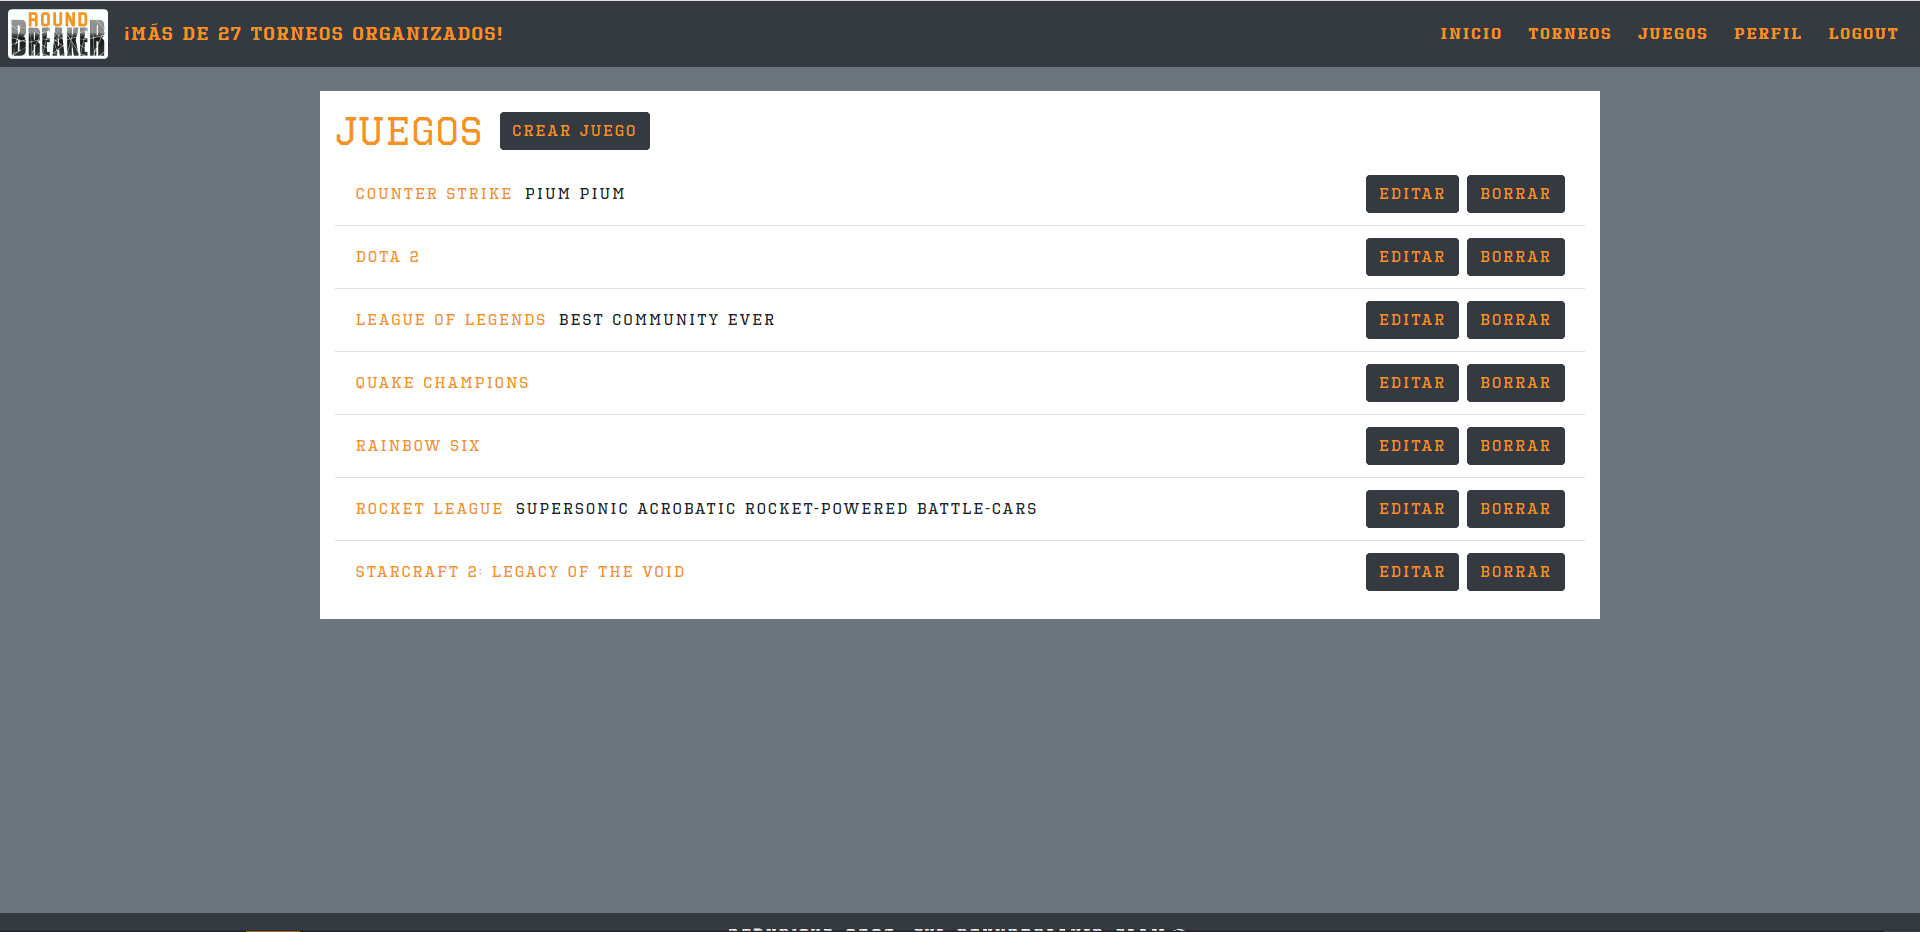 ROUND
BREAKER
¡MÁS DE 27 TORNEOS ORGANIZADOS!
INICIO TORNEOS JUEGOS PERFIL LOGOUT
JUEGOS CREAR JUEGO
COUNTER STRIKE PIUM PIUM EDITAR BORRAR
DOTA 2 EDITAR BORRAR
LEAGUE OF LEGENDS BEST COMMUNITY EVER EDITAR BORRAR
QUAKE CHAMPIONS EDITAR BORRAR
RAINBOW SIX EDITAR BORRAR
ROCKET LEAGUE SUPERSONIC ACROBATIC ROCKET-POWERED BATTLE-CARS EDITAR BORRAR
STARCRAFT 2: LEGACY OF THE VOID EDITAR BORRAR